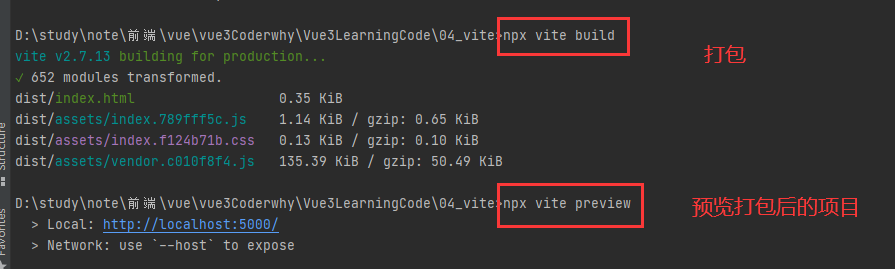 D:\study\note\前端\vue\vue3Coderwhy\Vue3LearningCode\04_vite>npx vite build
打包
vite v2.7.13 building for production...
✓ 652 modules transformed.
dist/index.html 0.35 KiB
dist/assets/index.789fff5c.js 1.14 KiB / gzip: 0.65 KiB
dist/assets/index.f124b71b.css 0.13 KiB / gzip: 0.10 KiB
dist/assets/vendor.c010f8f4.js 135.39 KiB / gzip: 50.49 KiB
D:\study\note\前端\vue\vue3Coderwhy\Vue3LearningCode\04_vite>npx vite preview
预览打包后的项目
> Local: http://localhost:5000/
> Network: use `--host` to expose
Structure
Favorites